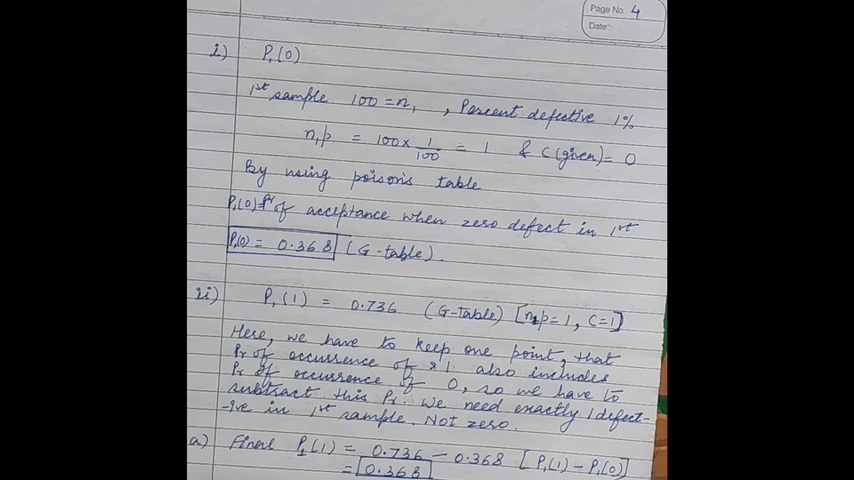 Page No. 4
Date:
i) P₁(0)
1st sample 100 = n₁ , Percent defective 1%
n₁p = 100 × 1/100 = 1 & C(given) = 0
By using poison's table
P₁(0) = Pr of acceptance when zero defect in 1st
P₁(0) = 0.368 (G-table).
ii) P₁(1) = 0.736 (G-table) [n₁p = 1, C=1]
Here, we have to keep one point, that
Pr of occurrence of 1 also includes
Pr of occurrence of 0, so we have to
subtract this Pr. We need exactly 1 defect-
-ive in 1st sample. Not zero.
a) Final P₁(1) = 0.736 – 0.368 [P₁(1) – P₁(0)]
= 0.368